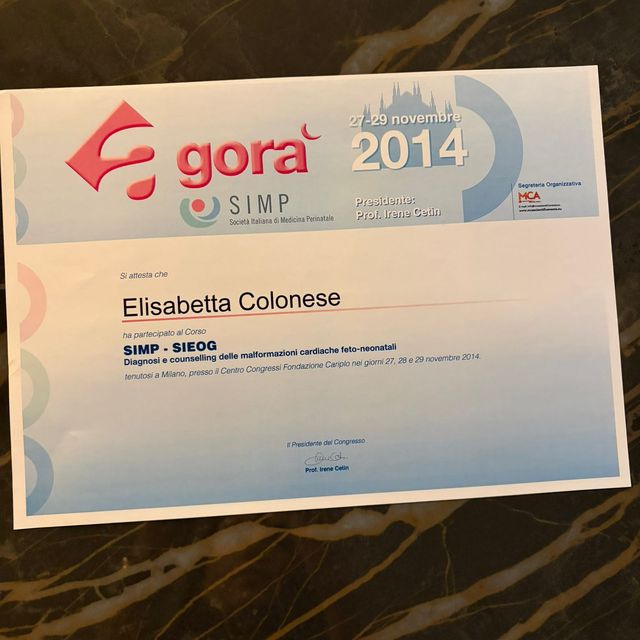 gorà
SIMP
Società Italiana di Medicina Perinatale
27-29 novembre
2014
Presidente:
Prof. Irene Cetin
Segreteria Organizzativa
MCA
Si attesta che
Elisabetta Colonese
ha partecipato al Corso
SIMP - SIEOG
Diagnosi e counselling delle malformazioni cardiache feto-neonatali
tenutosi a Milano, presso il Centro Congressi Fondazione Cariplo nei giorni 27, 28 e 29 novembre 2014.
Il Presidente del Congresso
Prof. Irene Cetin